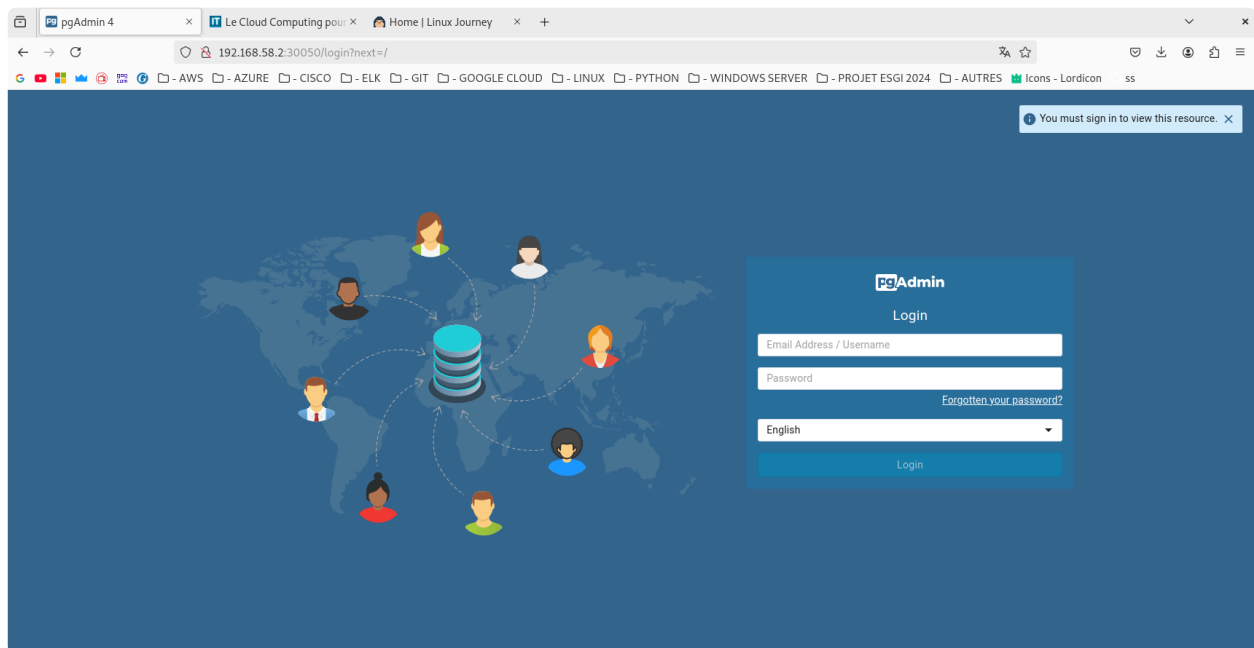 pgAdmin 4
Le Cloud Computing pour
Home | Linux Journey
192.168.58.2:30050/login?next=/
- AWS - AZURE - CISCO - ELK - GIT - GOOGLE CLOUD - LINUX - PYTHON - WINDOWS SERVER - PROJET ESGI 2024 - AUTRES Icons - Lordicon ss
You must sign in to view this resource.
pgAdmin
Login
Email Address / Username
Password
Forgotten your password?
English
Login